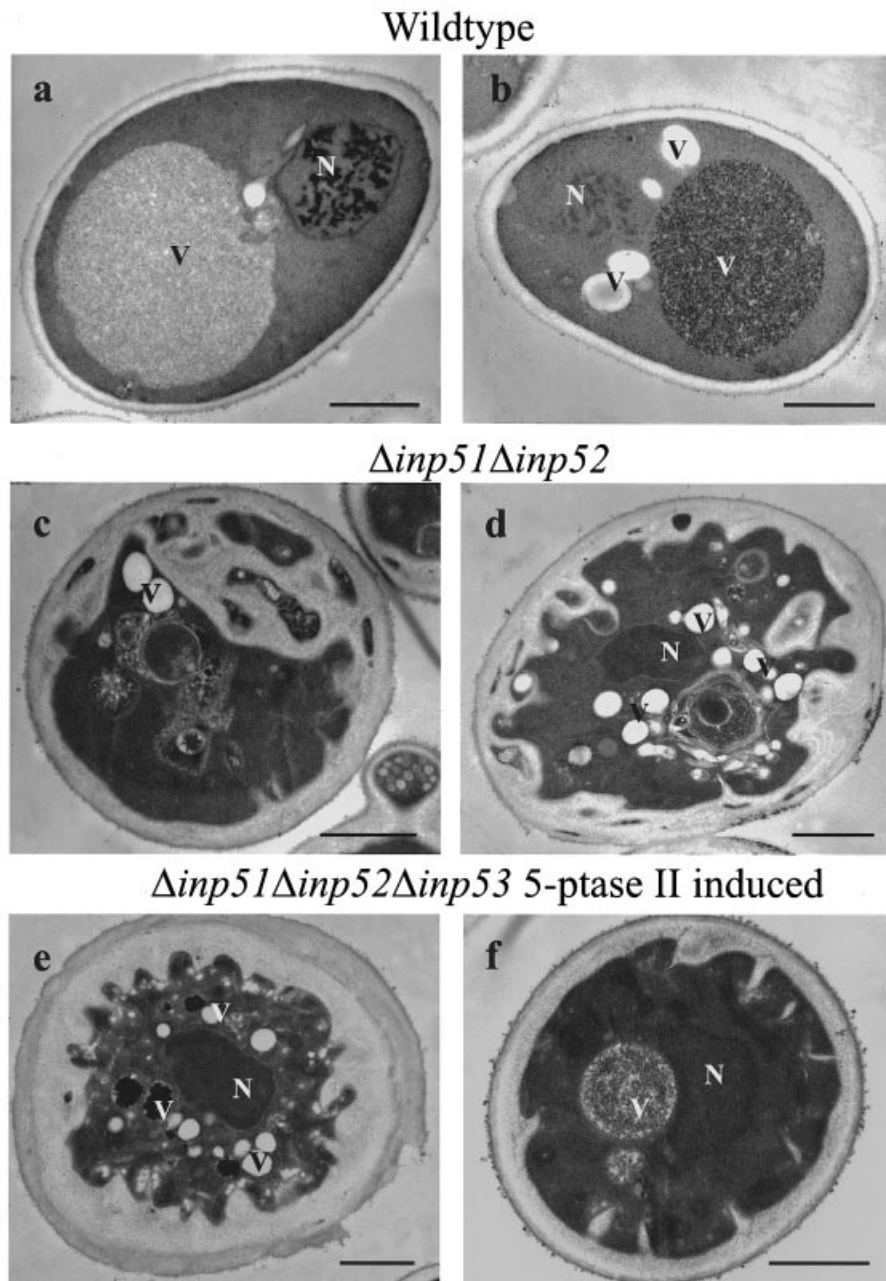 Wildtype
a
N
V
b
V
N
V
V
Δinp51Δinp52
c
V
d
V
N
V
V
Δinp51Δinp52Δinp53 5-ptase II induced
e
V
N
V
V
f
N
V